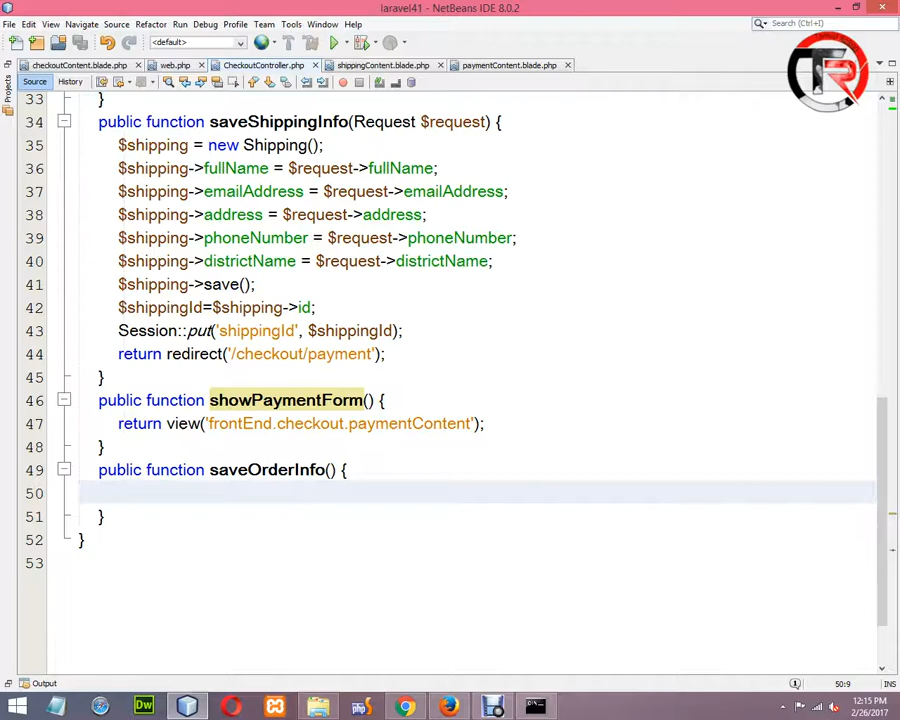 laravel41 - NetBeans IDE 8.0.2
File Edit View Navigate Source Refactor Run Debug Profile Team Tools Window Help
Search (Ctrl+I)
<default>
checkoutContent.blade.php web.php CheckoutController.php shippingContent.blade.php paymentContent.blade.php
Source History
Projects
TR
33 }
34 public function saveShippingInfo(Request $request) {
35 $shipping = new Shipping();
36 $shipping->fullName = $request->fullName;
37 $shipping->emailAddress = $request->emailAddress;
38 $shipping->address = $request->address;
39 $shipping->phoneNumber = $request->phoneNumber;
40 $shipping->districtName = $request->districtName;
41 $shipping->save();
42 $shippingId=$shipping->id;
43 Session::put('shippingId', $shippingId);
44 return redirect('/checkout/payment');
45 }
46 public function showPaymentForm() {
47 return view('frontEnd.checkout.paymentContent');
48 }
49 public function saveOrderInfo() {
50
51 }
52 }
53
Output
50:9 INS
Dw
12:15 PM
2/26/2017